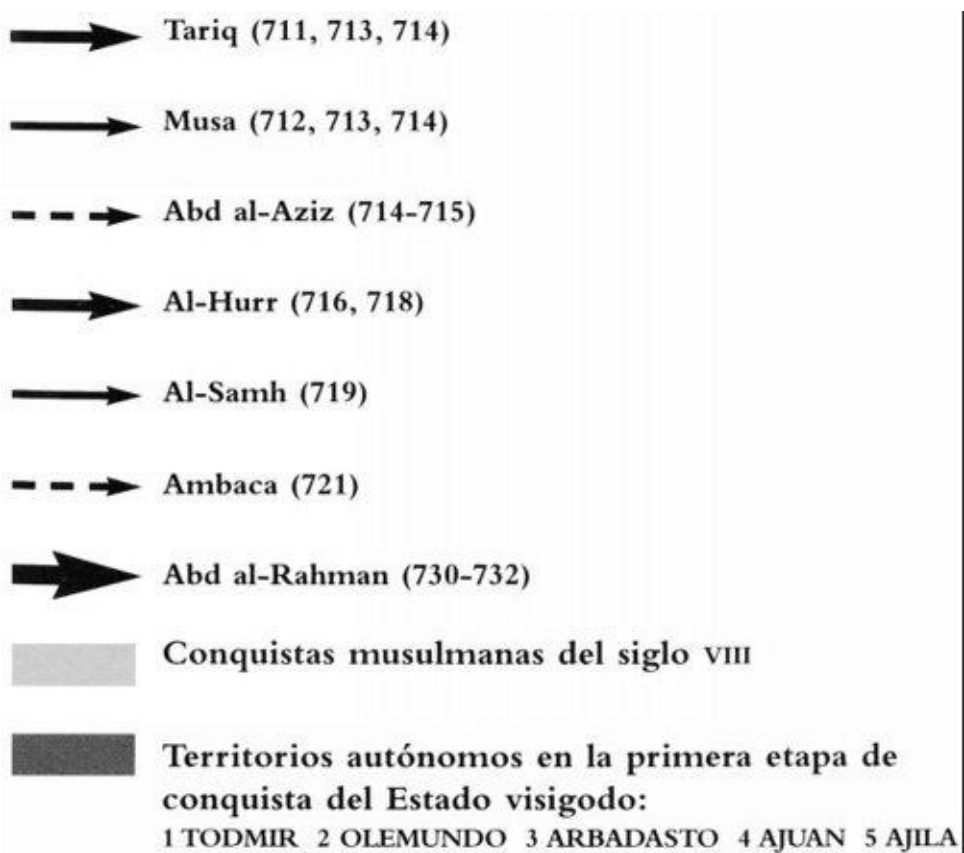 Tariq (711, 713, 714)
Musa (712, 713, 714)
Abd al-Aziz (714-715)
Al-Hurr (716, 718)
Al-Samh (719)
Ambaca (721)
Abd al-Rahman (730-732)
Conquistas musulmanas del siglo VIII
Territorios autónomos en la primera etapa de
conquista del Estado visigodo:
1 TODMIR 2 OLEMUNDO 3 ARBADASTO 4 AJUAN 5 AJILA